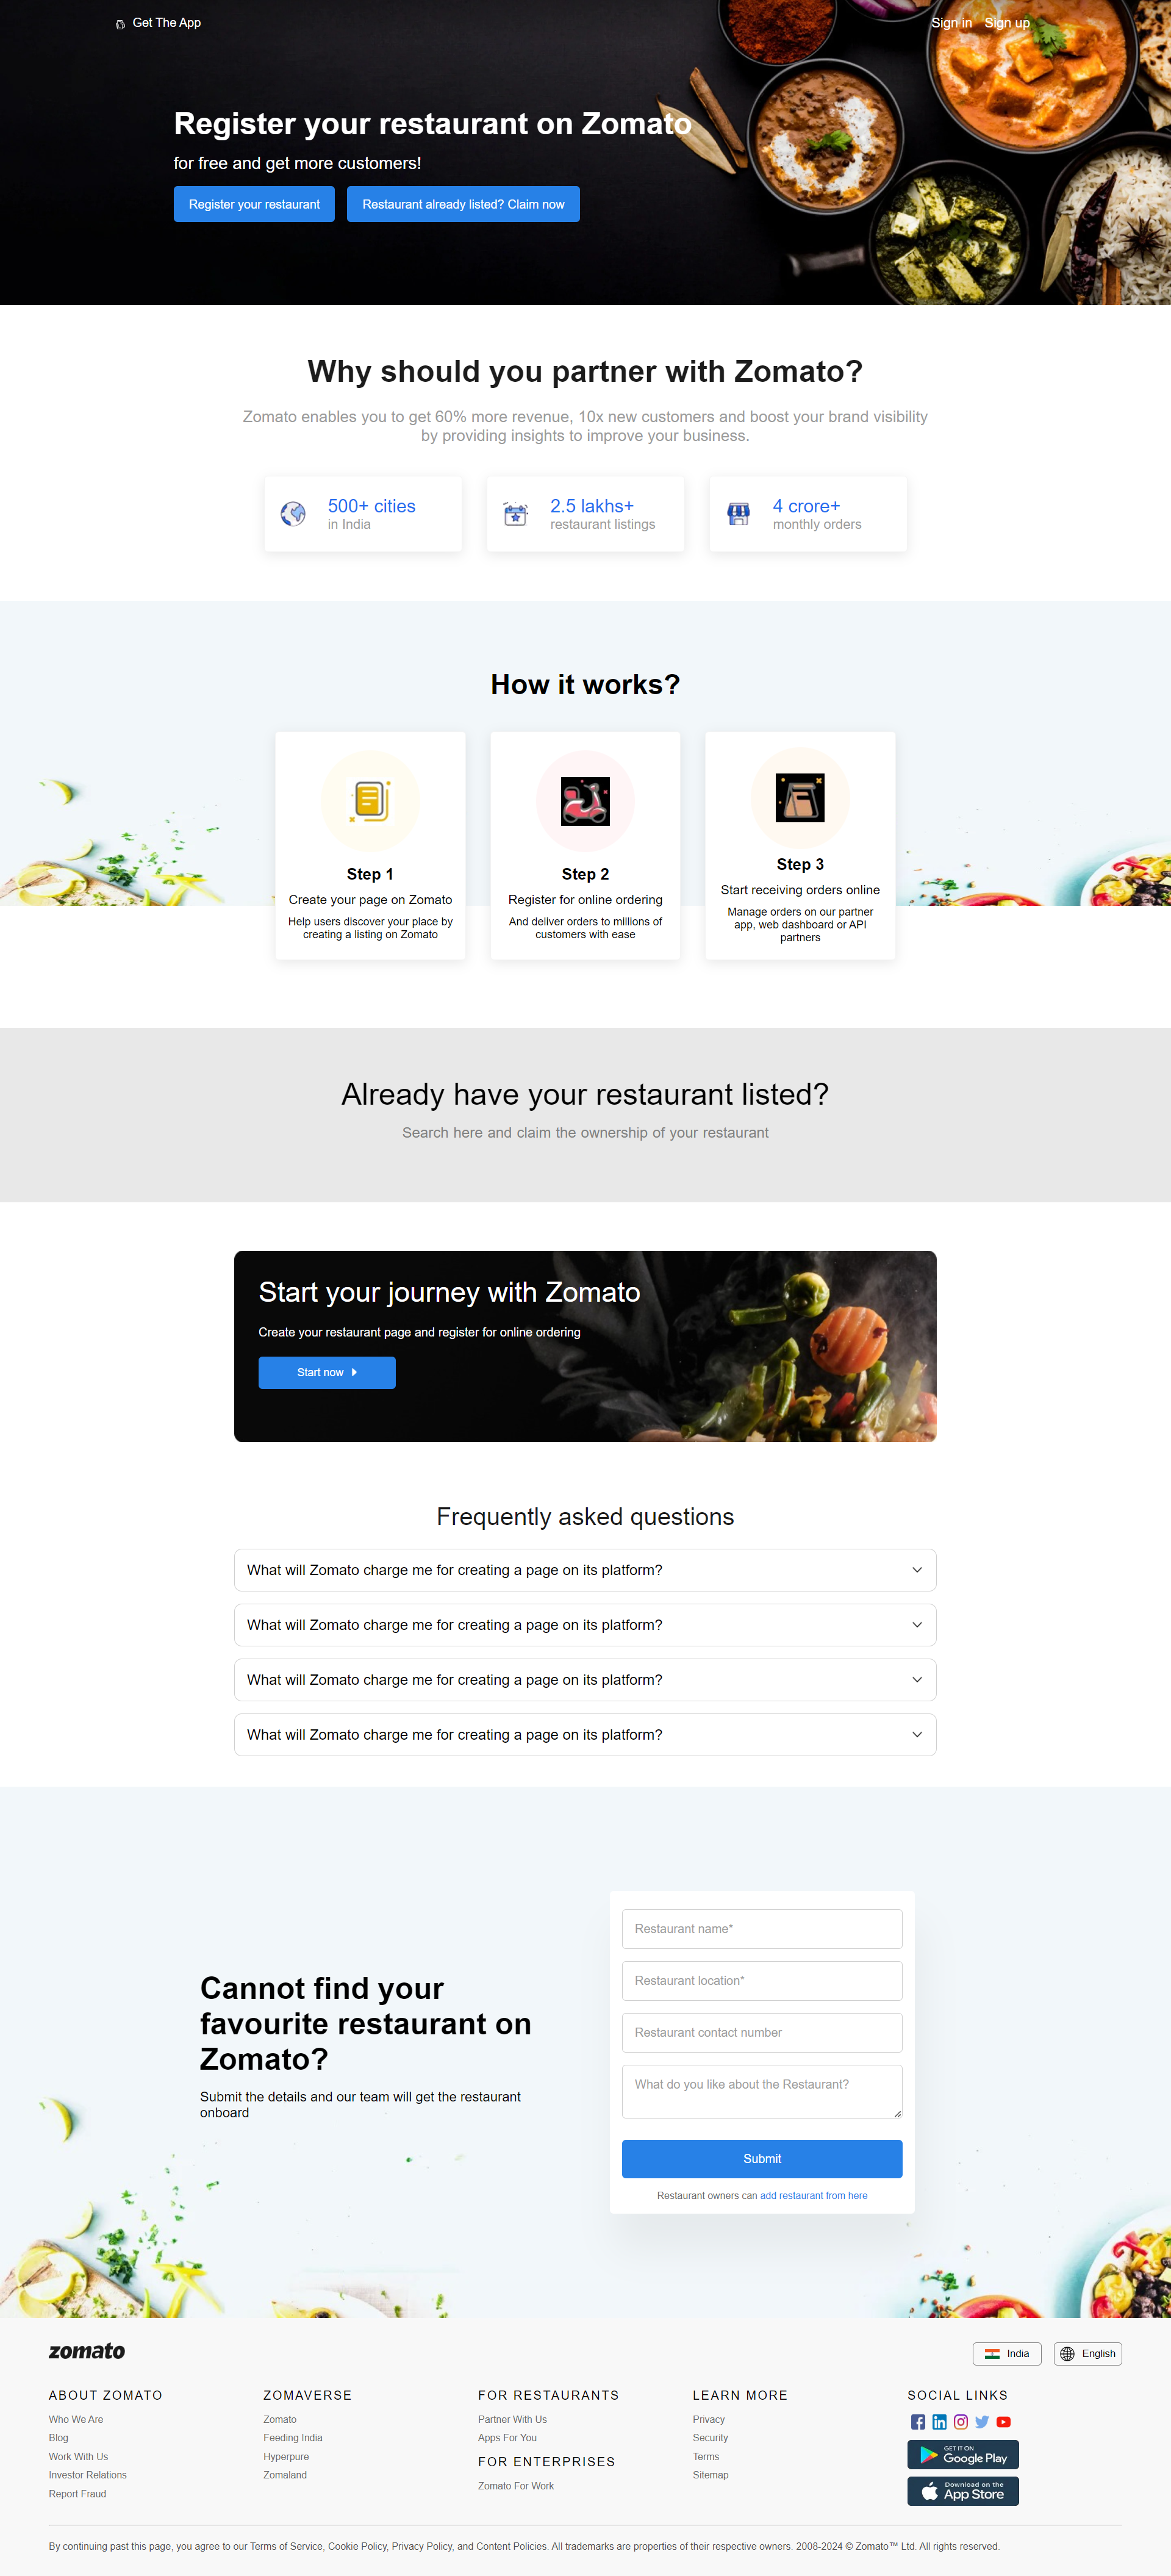 Get The App
Sign in
Sign up
Register your restaurant on Zomato
for free and get more customers!
Register your restaurant
Restaurant already listed? Claim now
Why should you partner with Zomato?
Zomato enables you to get 60% more revenue, 10x new customers and boost your brand visibility
by providing insights to improve your business.
500+ cities
in India
2.5 lakhs+
restaurant listings
4 crore+
monthly orders
How it works?
Step 1
Create your page on Zomato
Help users discover your place by
creating a listing on Zomato
Step 2
Register for online ordering
And deliver orders to millions of
customers with ease
Step 3
Start receiving orders online
Manage orders on our partner
app, web dashboard or API
partners
Already have your restaurant listed?
Search here and claim the ownership of your restaurant
Start your journey with Zomato
Create your restaurant page and register for online ordering
Start now
Frequently asked questions
What will Zomato charge me for creating a page on its platform?
What will Zomato charge me for creating a page on its platform?
What will Zomato charge me for creating a page on its platform?
What will Zomato charge me for creating a page on its platform?
Cannot find your
favourite restaurant on
Zomato?
Submit the details and our team will get the restaurant
onboard
Restaurant name*
Restaurant location*
Restaurant contact number
What do you like about the Restaurant?
Submit
Restaurant owners can add restaurant from here
zomato
India
English
ABOUT ZOMATO
Who We Are
Blog
Work With Us
Investor Relations
Report Fraud
ZOMAVERSE
Zomato
Feeding India
Hyperpure
Zomaland
FOR RESTAURANTS
Partner With Us
Apps For You
FOR ENTERPRISES
Zomato For Work
LEARN MORE
Privacy
Security
Terms
Sitemap
SOCIAL LINKS
GET IT ON
Google Play
Download on the
App Store
By continuing past this page, you agree to our Terms of Service, Cookie Policy, Privacy Policy, and Content Policies. All trademarks are properties of their respective owners. 2008-2024 © Zomato™ Ltd. All rights reserved.